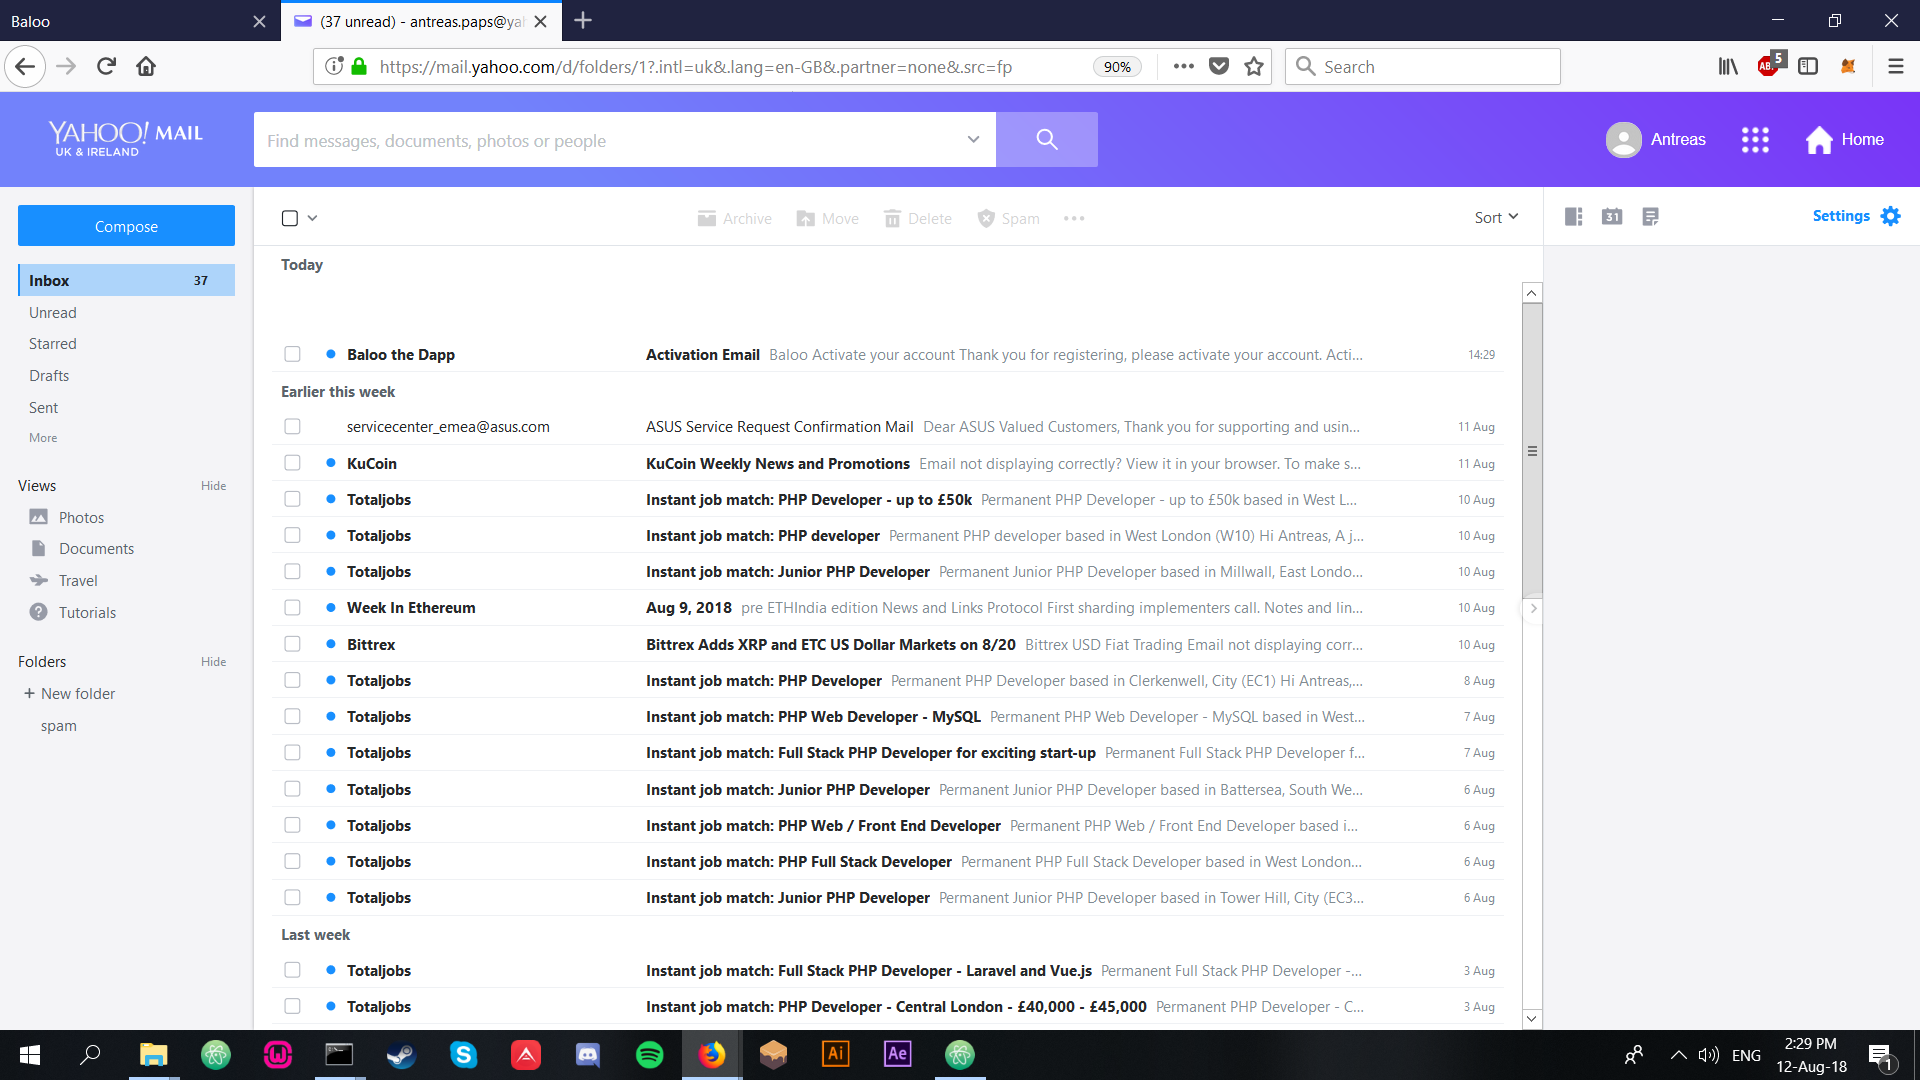 Baloo
(37 unread) - antreas.paps@ya
https://mail.yahoo.com/d/folders/1?.intl=uk&.lang=en-GB&.partner=none&.src=fp
90%
Search
ABP
5
YAHOO! MAIL
UK & IRELAND
Find messages, documents, photos or people
Antreas
Home
Compose
Archive
Move
Delete
Spam
Sort
31
Settings
Inbox 37
Unread
Starred
Drafts
Sent
More
Views Hide
Photos
Documents
Travel
Tutorials
Folders Hide
+ New folder
spam
Today
Baloo the Dapp Activation Email Baloo Activate your account Thank you for registering, please activate your account. Acti... 14:29
Earlier this week
servicecenter_emea@asus.com ASUS Service Request Confirmation Mail Dear ASUS Valued Customers, Thank you for supporting and usin... 11 Aug
KuCoin KuCoin Weekly News and Promotions Email not displaying correctly? View it in your browser. To make s... 11 Aug
Totaljobs Instant job match: PHP Developer - up to £50k Permanent PHP Developer - up to £50k based in West L... 10 Aug
Totaljobs Instant job match: PHP developer Permanent PHP developer based in West London (W10) Hi Antreas, A j... 10 Aug
Totaljobs Instant job match: Junior PHP Developer Permanent Junior PHP Developer based in Millwall, East Londo... 10 Aug
Week In Ethereum Aug 9, 2018 pre ETHIndia edition News and Links Protocol First sharding implementers call. Notes and lin... 10 Aug
Bittrex Bittrex Adds XRP and ETC US Dollar Markets on 8/20 Bittrex USD Fiat Trading Email not displaying corr... 10 Aug
Totaljobs Instant job match: PHP Developer Permanent PHP Developer based in Clerkenwell, City (EC1) Hi Antreas,... 8 Aug
Totaljobs Instant job match: PHP Web Developer - MySQL Permanent PHP Web Developer - MySQL based in West... 7 Aug
Totaljobs Instant job match: Full Stack PHP Developer for exciting start-up Permanent Full Stack PHP Developer f... 7 Aug
Totaljobs Instant job match: Junior PHP Developer Permanent Junior PHP Developer based in Battersea, South We... 6 Aug
Totaljobs Instant job match: PHP Web / Front End Developer Permanent PHP Web / Front End Developer based i... 6 Aug
Totaljobs Instant job match: PHP Full Stack Developer Permanent PHP Full Stack Developer based in West London... 6 Aug
Totaljobs Instant job match: Junior PHP Developer Permanent Junior PHP Developer based in Tower Hill, City (EC3... 6 Aug
Last week
Totaljobs Instant job match: Full Stack PHP Developer - Laravel and Vue.js Permanent Full Stack PHP Developer -... 3 Aug
Totaljobs Instant job match: PHP Developer - Central London - £40,000 - £45,000 Permanent PHP Developer - C... 3 Aug
Ai
Ae
ENG
2:29 PM
12-Aug-18
1